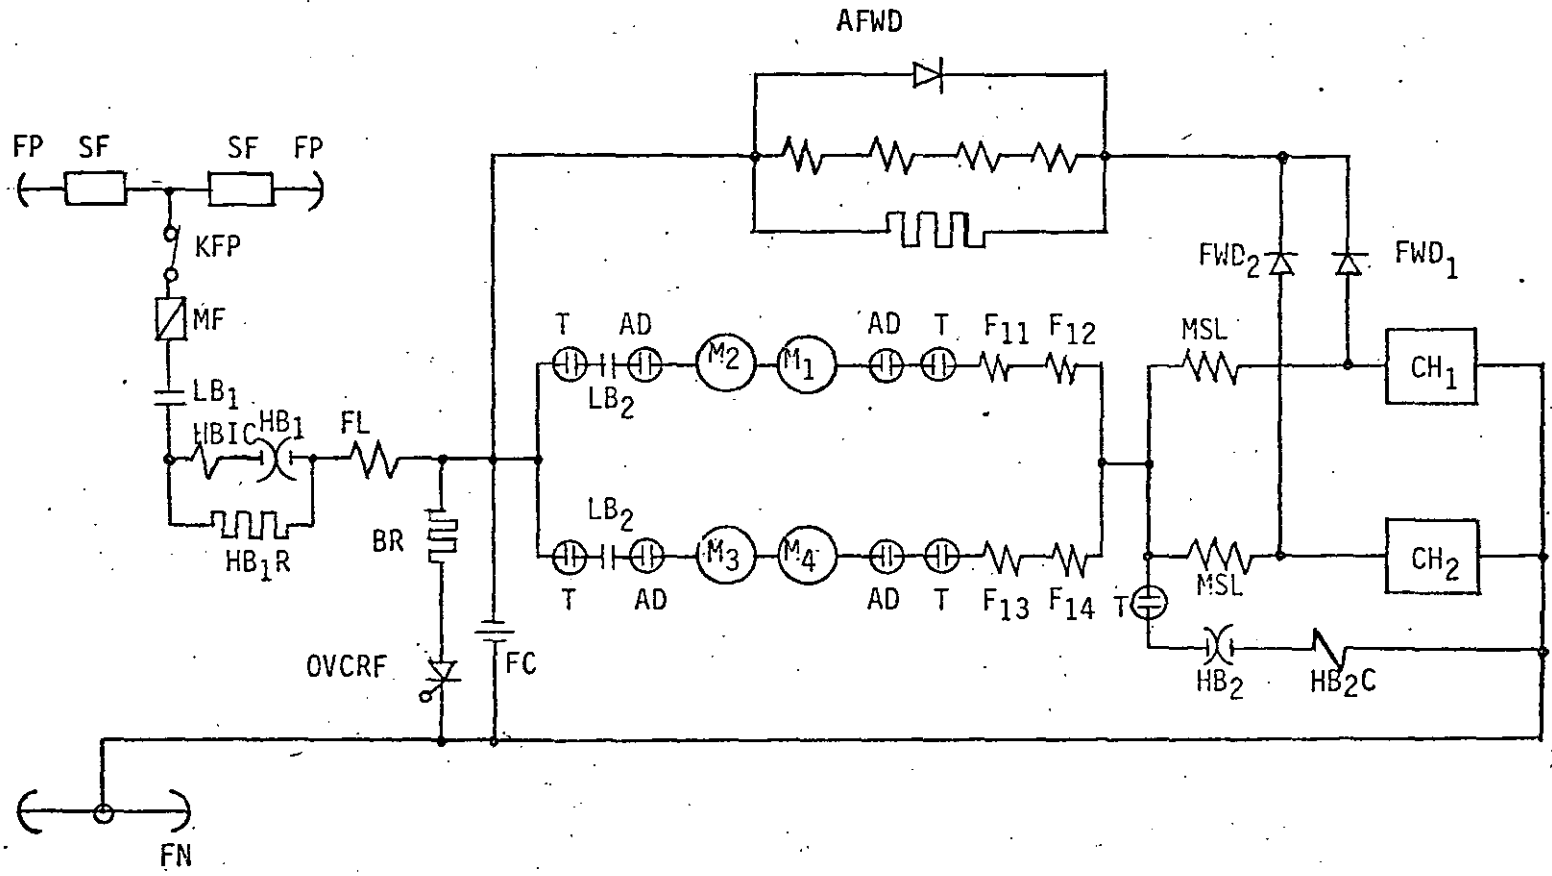 AFWD
FP SF SF FP
KFP
FWD2 FWD1
MF
T AD M2 M1 AD T F11 F12
MSL
CH1
LB1
LB2
HBIC HB1 FL
LB2
BR
M3 M4
CH2
HB1R
T AD AD T F13 F14 T MSL
OVCRF FC
HB2 HB2C
FN